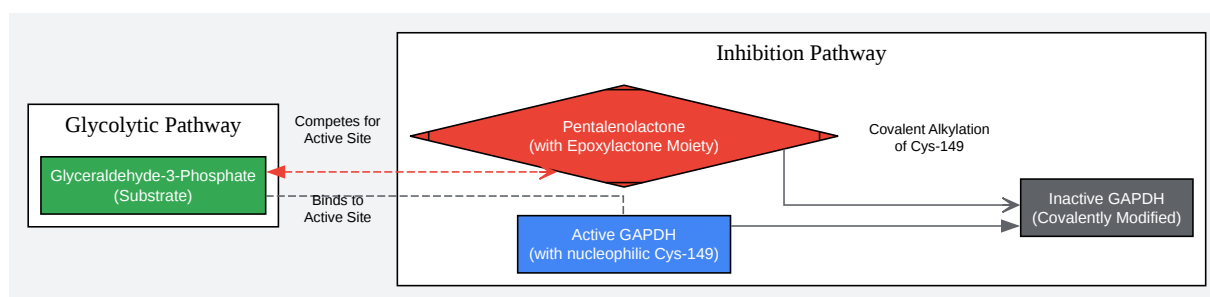 Inhibition Pathway
Glycolytic Pathway
Competes for
Active Site
Pentalenolactone
(with Epoxylactone Moiety)
Covalent Alkylation
of Cys-149
Glyceraldehyde-3-Phosphate
(Substrate)
Binds to
Active Site
Inactive GAPDH
(Covalently Modified)
Active GAPDH
(with nucleophilic Cys-149)